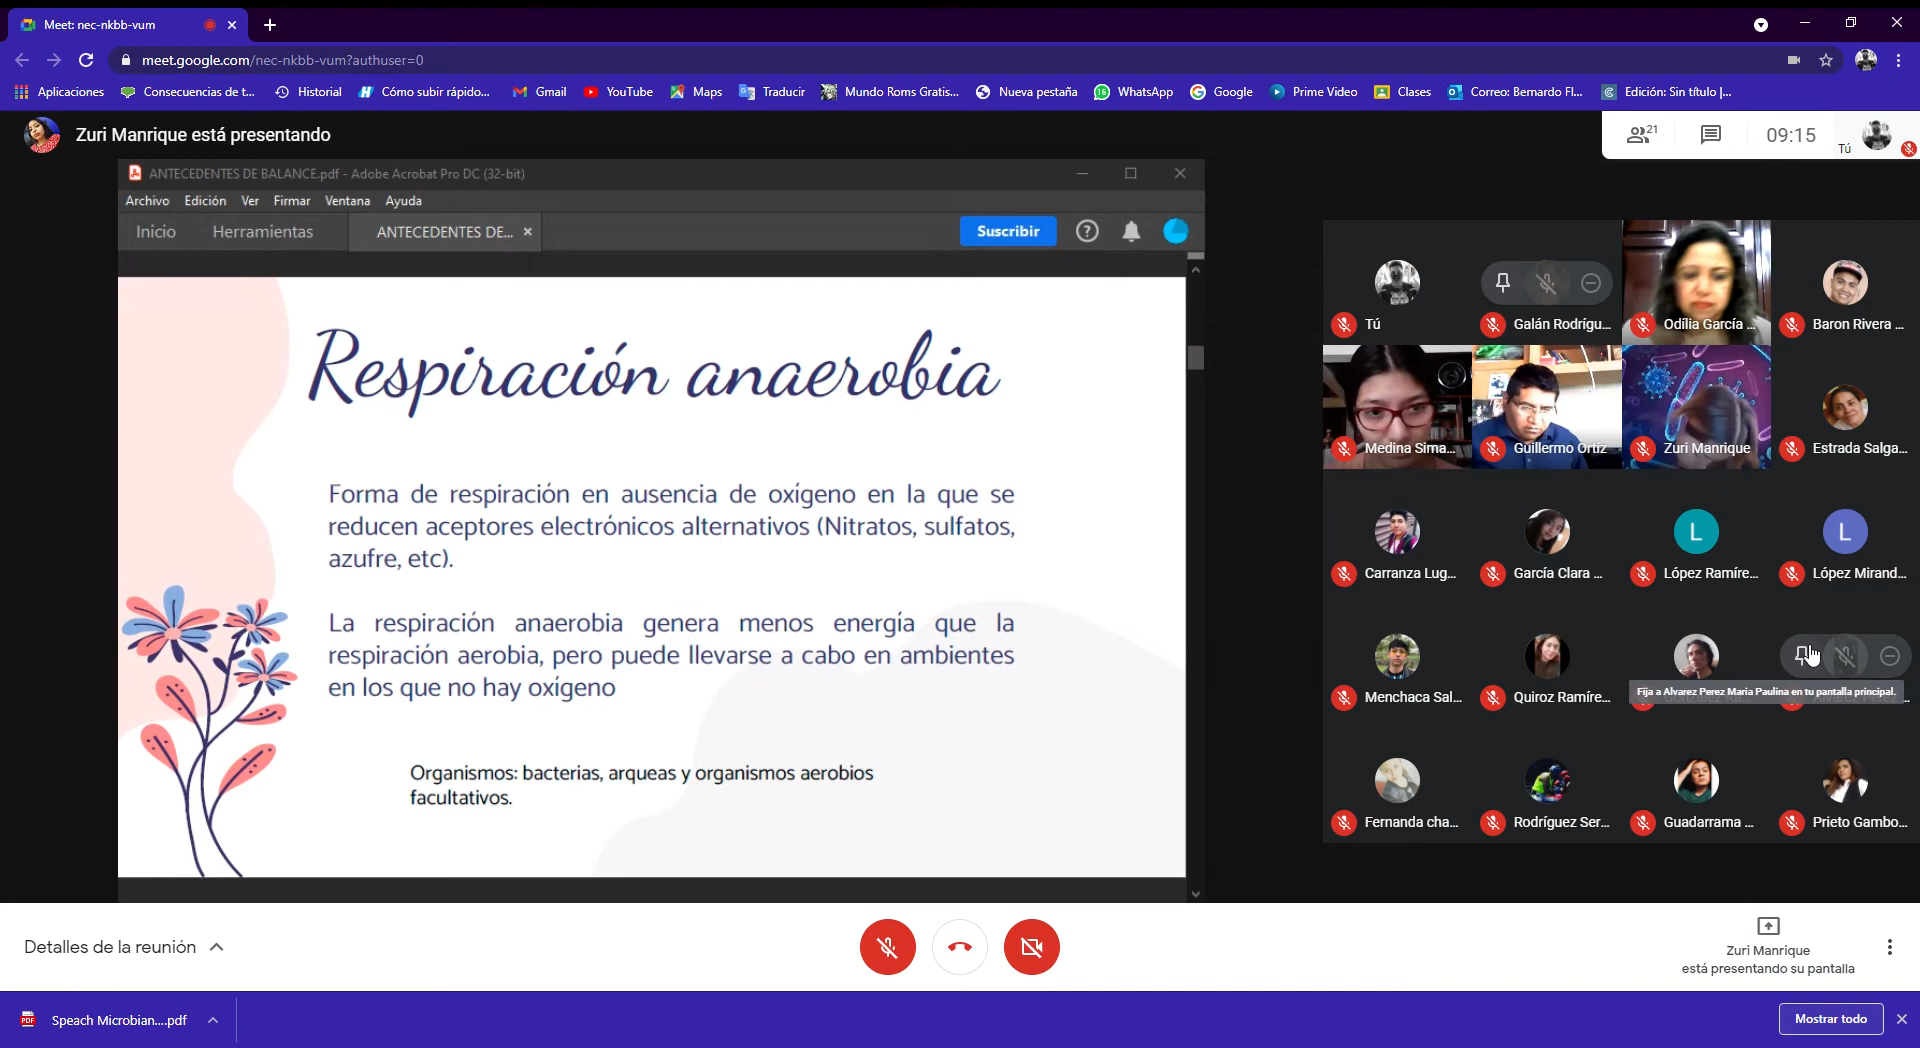 Meet: nec-nkbb-vum
meet.google.com/nec-nkbb-vum?authuser=0
Aplicaciones
Consecuencias de t...
Historial
Cómo subir rápido...
Gmail
YouTube
Maps
Traducir
Mundo Roms Gratis...
Nueva pestaña
16
WhatsApp
Google
Prime Video
Clases
Correo: Bernardo Fl...
Edición: Sin título |...
Zuri Manrique está presentando
21
09:15
Tú
ANTECEDENTES DE BALANCE.pdf - Adobe Acrobat Pro DC (32-bit)
Archivo Edición Ver Firmar Ventana Ayuda
Inicio
Herramientas
ANTECEDENTES DE...
Suscribir
Respiración anaerobia
Forma de respiración en ausencia de oxígeno en la que se
reducen aceptores electrónicos alternativos (Nitratos, sulfatos,
azufre, etc).
La respiración anaerobia genera menos energía que la
respiración aerobia, pero puede llevarse a cabo en ambientes
en los que no hay oxígeno
Organismos: bacterias, arqueas y organismos aerobios
facultativos.
Tú
Galán Rodrígu...
Odília García ...
Baron Rivera ...
Medina Sima...
Guillermo Ortiz
Zuri Manrique
Estrada Salga...
L
L
Carranza Lug...
García Clara ...
López Ramíre...
López Mirand...
Fija a Alvarez Perez Maria Paulina en tu pantalla principal.
Menchaca Sal...
Quiroz Ramíre...
Fernanda cha...
Rodríguez Ser...
Guadarrama ...
Prieto Gambo...
Detalles de la reunión
Zuri Manrique
está presentando su pantalla
PDF
Speach Microbian....pdf
Mostrar todo